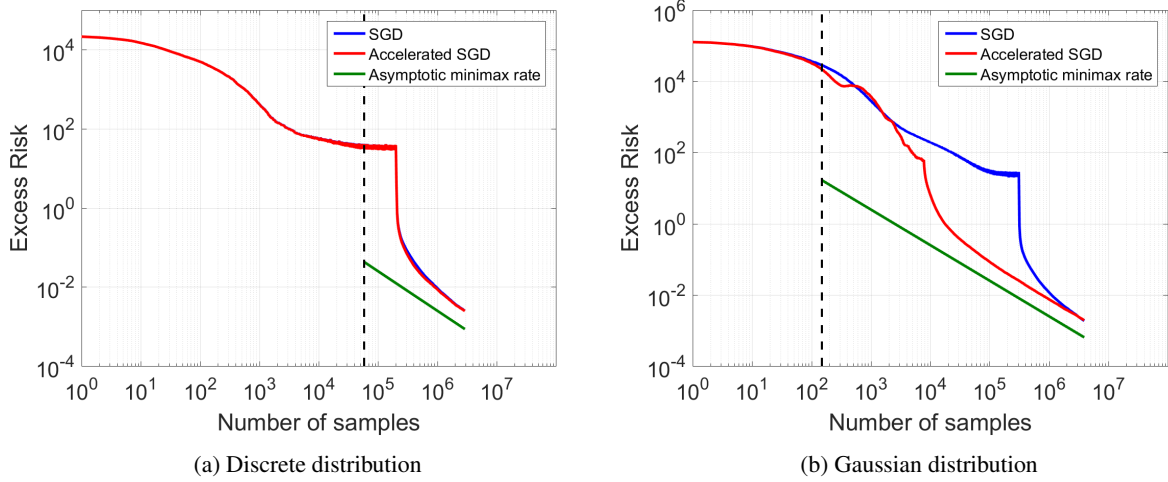 SGD
Accelerated SGD
Asymptotic minimax rate
Excess Risk
10^4
10^2
10^0
10^-2
10^-4
10^0 10^1 10^2 10^3 10^4 10^5 10^6 10^7
Number of samples
(a) Discrete distribution
SGD
Accelerated SGD
Asymptotic minimax rate
Excess Risk
10^6
10^4
10^2
10^0
10^-2
10^-4
10^0 10^1 10^2 10^3 10^4 10^5 10^6 10^7
Number of samples
(b) Gaussian distribution